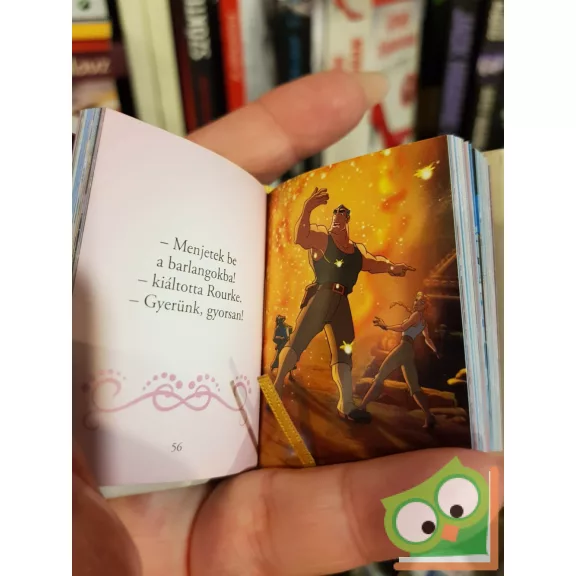 – Menjetek be
a barlangokba!
– kiáltotta Rourke.
– Gyerünk, gyorsan!
56